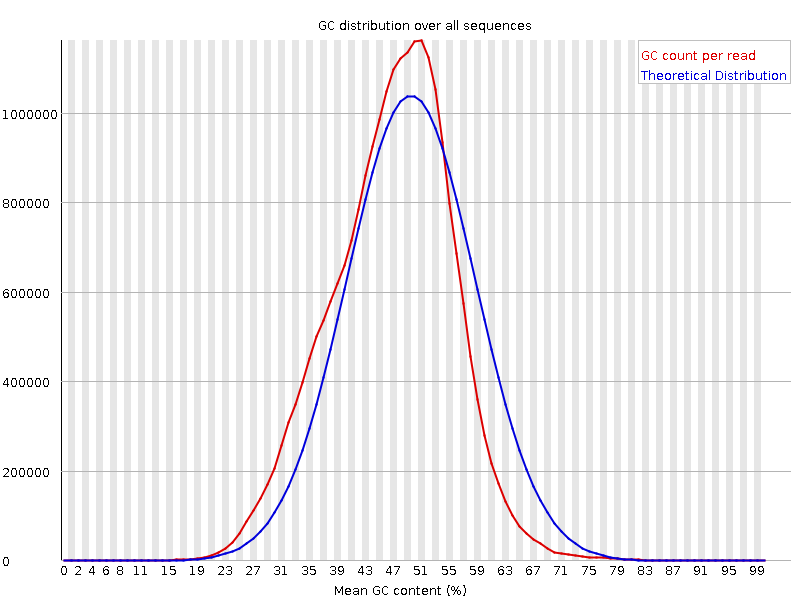 GC distribution over all sequences
GC count per read
Theoretical Distribution
1000000
800000
600000
400000
200000
0
0 2 4 6 8 11 15 19 23 27 31 35 39 43 47 51 55 59 63 67 71 75 79 83 87 91 95 99
Mean GC content (%)